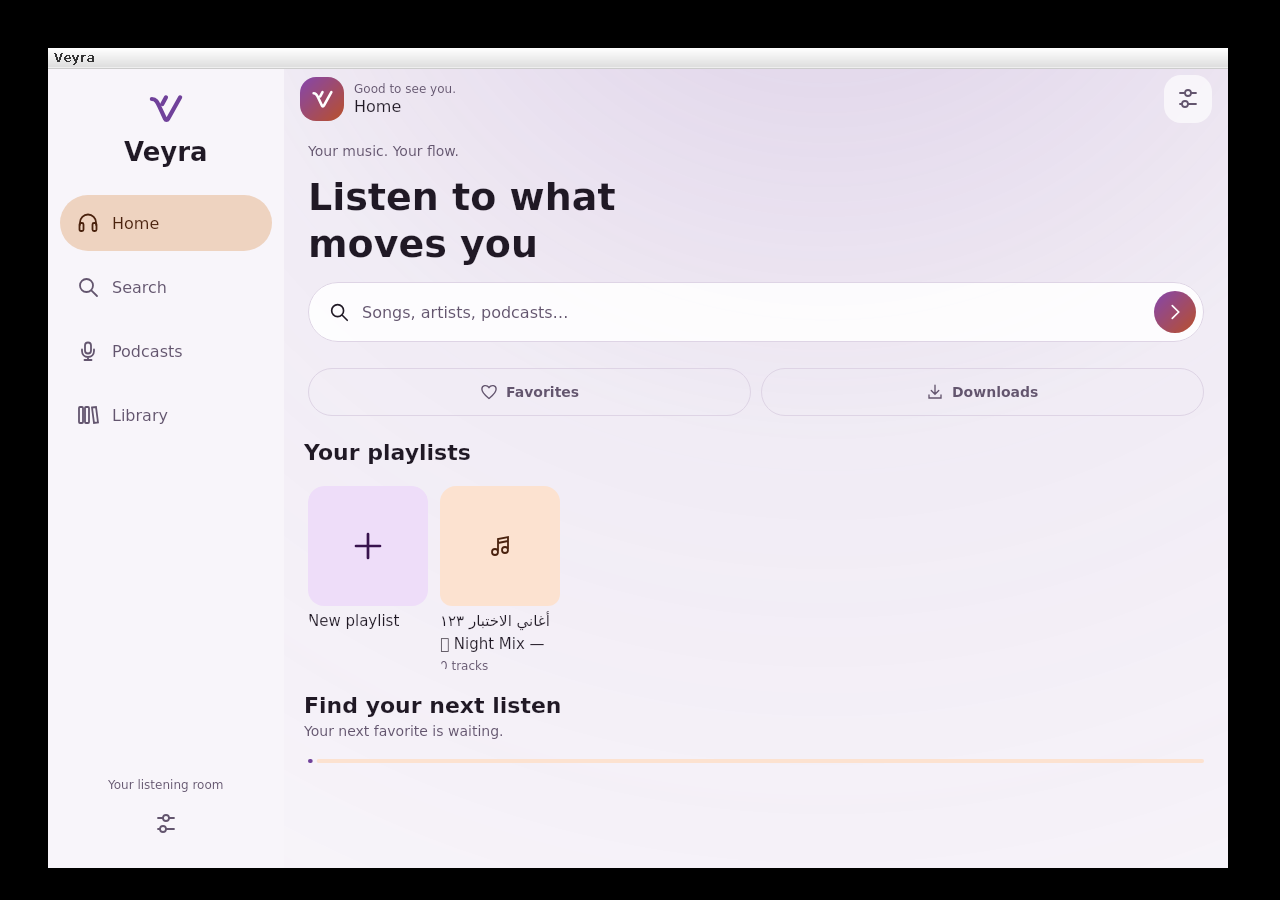 Veyra
Veyra
Home
Search
Podcasts
Library
Your listening room
Good to see you.
Home
Your music. Your flow.
Listen to what
moves you
Songs, artists, podcasts...
Favorites
Downloads
Your playlists
New playlist
أغاني الاختبار ١٢٣
Night Mix —
0 tracks
Find your next listen
Your next favorite is waiting.